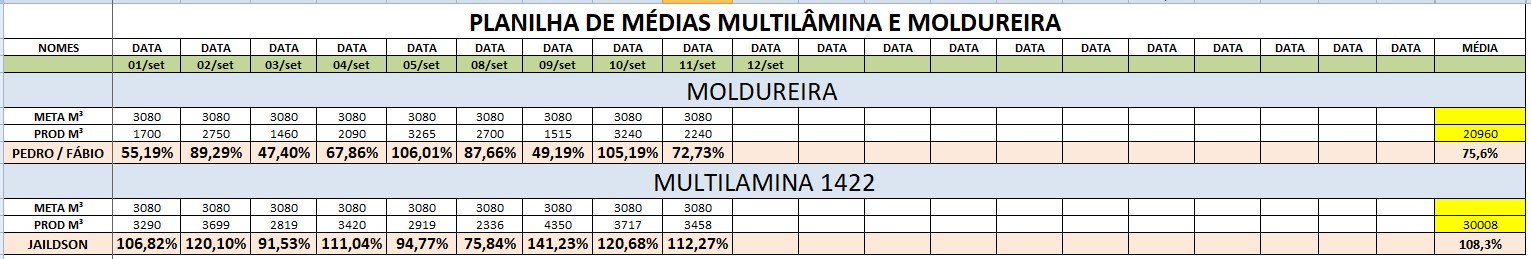 PLANILHA DE MÉDIAS MULTILÂMINA E MOLDUREIRA
NOMES DATA DATA DATA DATA DATA DATA DATA DATA DATA DATA DATA DATA DATA DATA DATA DATA DATA DATA DATA DATA MÉDIA
01/set 02/set 03/set 04/set 05/set 08/set 09/set 10/set 11/set 12/set
MOLDUREIRA
META M³ 3080 3080 3080 3080 3080 3080 3080 3080 3080
PROD M³ 1700 2750 1460 2090 3265 2700 1515 3240 2240 20960
PEDRO / FÁBIO 55,19% 89,29% 47,40% 67,86% 106,01% 87,66% 49,19% 105,19% 72,73% 75,6%
MULTILAMINA 1422
META M³ 3080 3080 3080 3080 3080 3080 3080 3080 3080
PROD M³ 3290 3699 2819 3420 2919 2336 4350 3717 3458 30008
JAILDSON 106,82% 120,10% 91,53% 111,04% 94,77% 75,84% 141,23% 120,68% 112,27% 108,3%